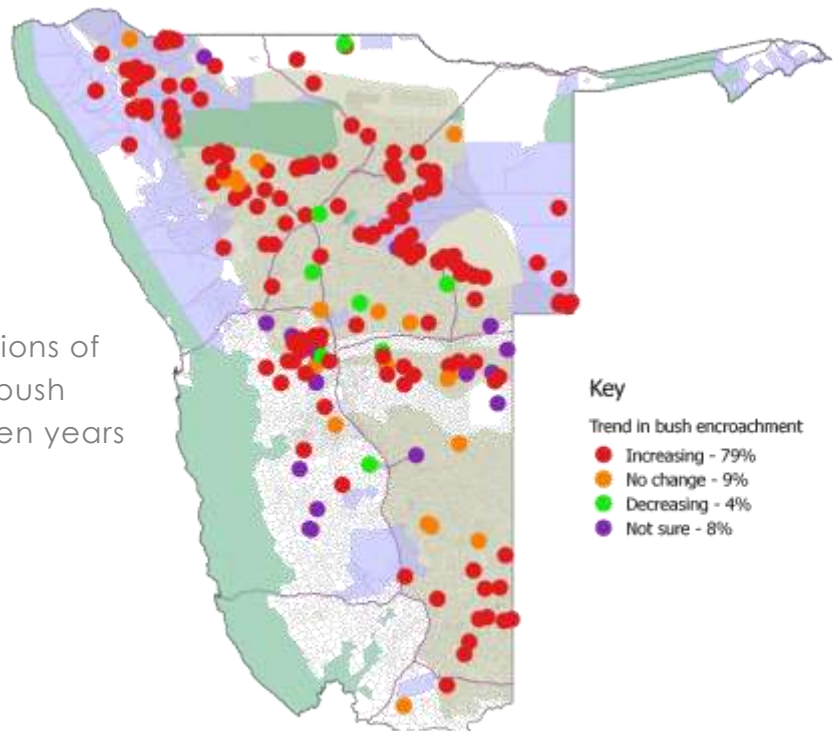 ions of
bush
en years
Key
Trend in bush encroachment
Increasing - 79%
No change - 9%
Decreasing - 4%
Not sure - 8%